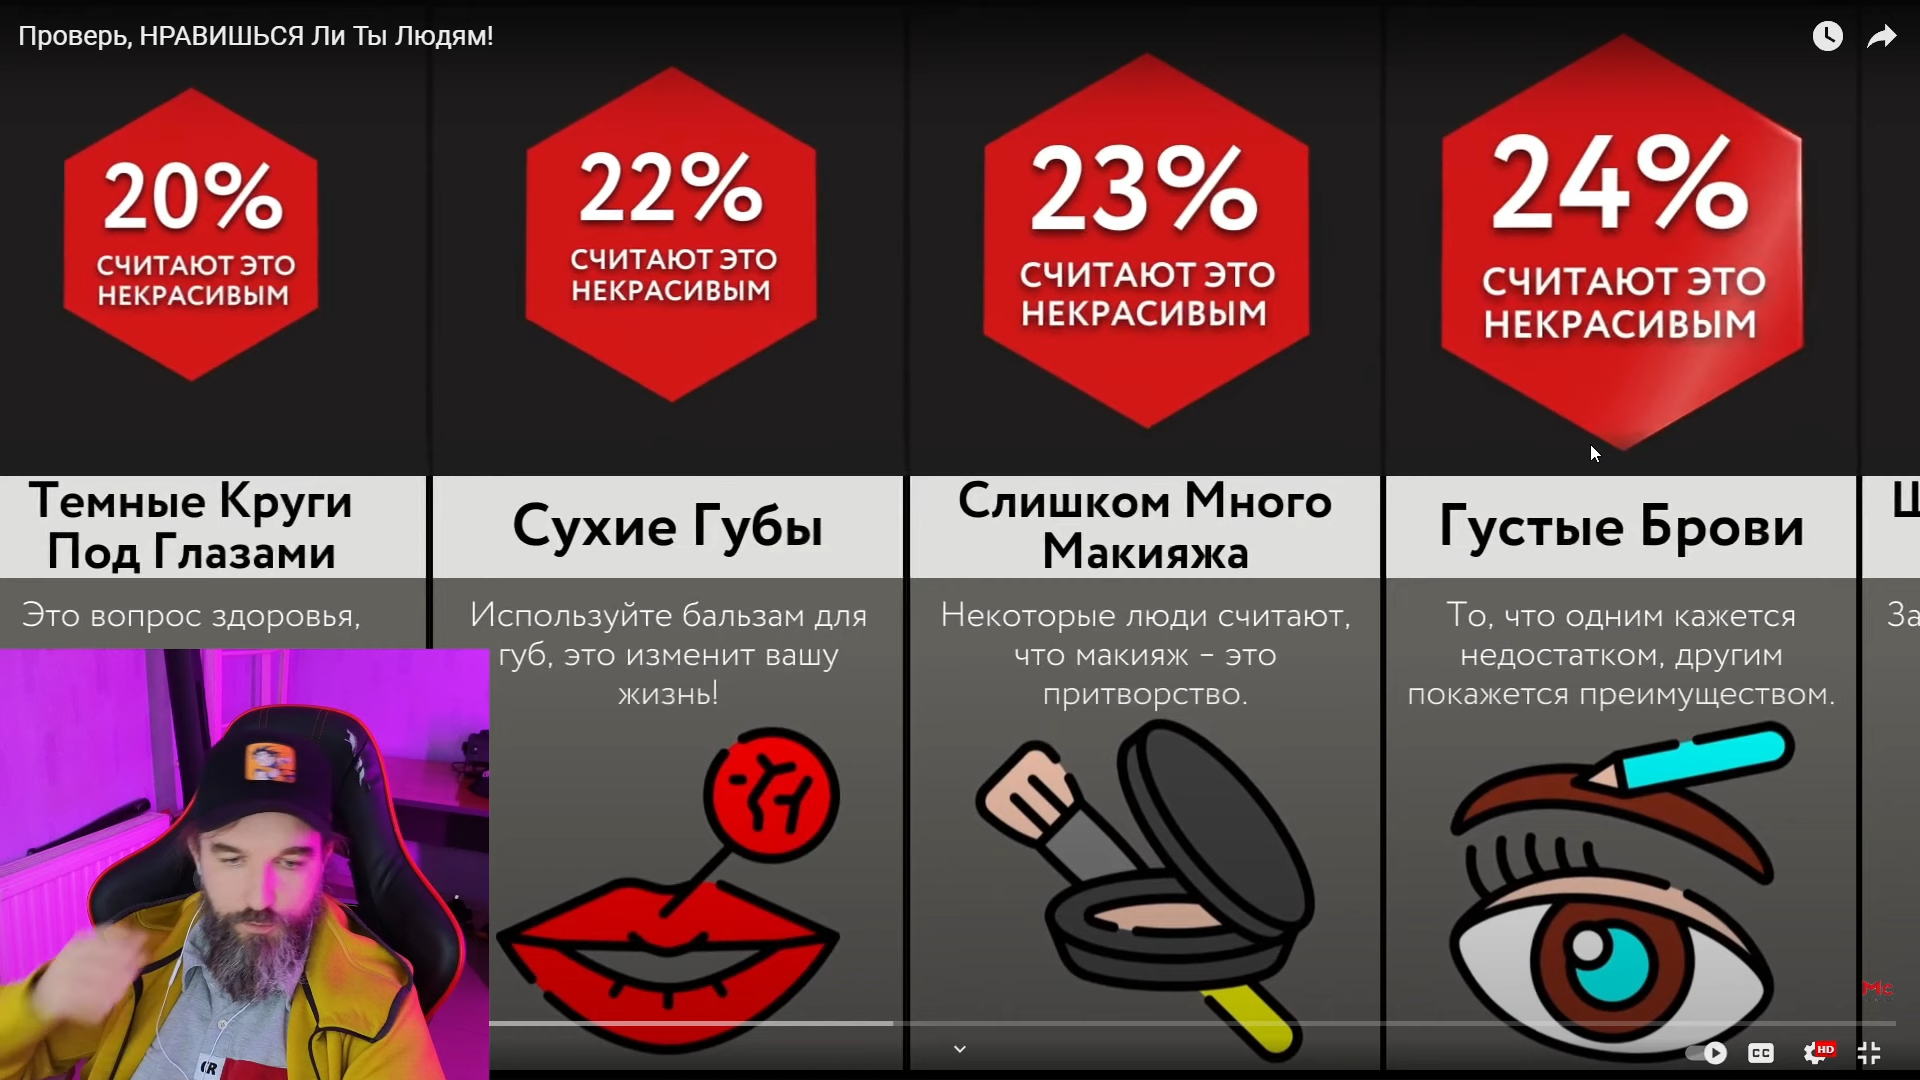 Проверь, НРАВИШЬСЯ Ли Ты Людям!
20%
СЧИТАЮТ ЭТО
НЕКРАСИВЫМ
22%
СЧИТАЮТ ЭТО
НЕКРАСИВЫМ
23%
СЧИТАЮТ ЭТО
НЕКРАСИВЫМ
24%
СЧИТАЮТ ЭТО
НЕКРАСИВЫМ
Темные Круги
Под Глазами
Это вопрос здоровья,
Сухие Губы
Используйте бальзам для
губ, это изменит вашу
жизнь!
Слишком Много
Макияжа
Некоторые люди считают,
что макияж – это
притворство.
Густые Брови
То, что одним кажется
недостатком, другим
покажется преимуществом.
Ш
За
CC
HD